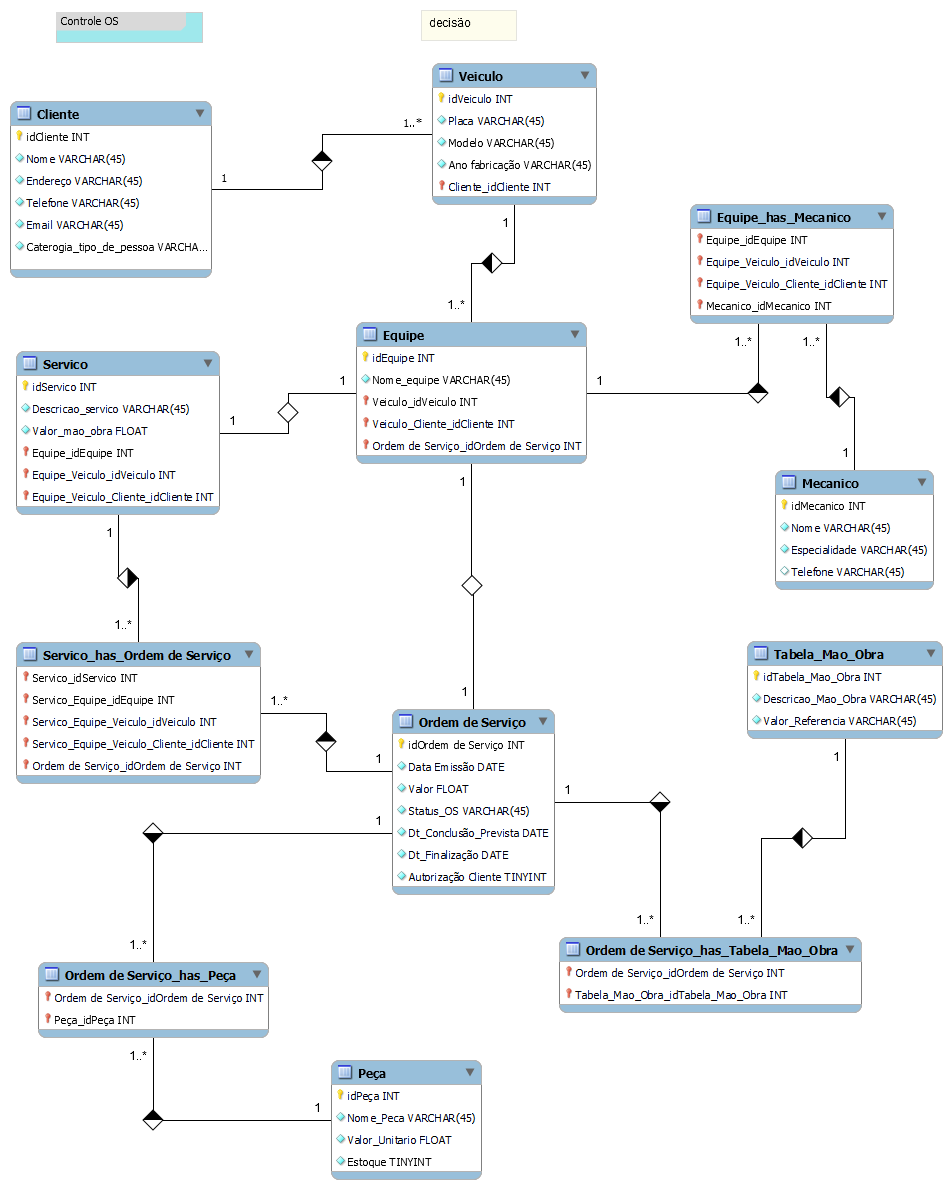 Controle OS
decisão
Cliente
idCliente INT
Nome VARCHAR(45)
Endereço VARCHAR(45)
Telefone VARCHAR(45)
Email VARCHAR(45)
Caterogia_tipo_de_pessoa VARCHA...
1
1..*
Veiculo
idVeiculo INT
Placa VARCHAR(45)
Modelo VARCHAR(45)
Ano fabricação VARCHAR(45)
Cliente_idCliente INT
1
1..*
Equipe_has_Mecanico
Equipe_idEquipe INT
Equipe_Veiculo_idVeiculo INT
Equipe_Veiculo_Cliente_idCliente INT
Mecanico_idMecanico INT
1..*
1..*
Equipe
idEquipe INT
Nome_equipe VARCHAR(45)
Veiculo_idVeiculo INT
Veiculo_Cliente_idCliente INT
Ordem de Serviço_idOrdem de Serviço INT
1
1
1
Servico
idServico INT
Descricao_servico VARCHAR(45)
Valor_mao_obra FLOAT
Equipe_idEquipe INT
Equipe_Veiculo_idVeiculo INT
Equipe_Veiculo_Cliente_idCliente INT
1
1
1..*
1
Mecanico
idMecanico INT
Nome VARCHAR(45)
Especialidade VARCHAR(45)
Telefone VARCHAR(45)
Servico_has_Ordem de Serviço
Servico_idServico INT
Servico_Equipe_idEquipe INT
Servico_Equipe_Veiculo_idVeiculo INT
Servico_Equipe_Veiculo_Cliente_idCliente INT
Ordem de Serviço_idOrdem de Serviço INT
1..*
1
1
Ordem de Serviço
idOrdem de Serviço INT
Data Emissão DATE
Valor FLOAT
Status_OS VARCHAR(45)
Dt_Conclusão_Prevista DATE
Dt_Finalização DATE
Autorização Cliente TINYINT
1
1
Tabela_Mao_Obra
idTabela_Mao_Obra INT
Descricao_Mao_Obra VARCHAR(45)
Valor_Referencia VARCHAR(45)
1
1..*
1..*
1..*
Ordem de Serviço_has_Tabela_Mao_Obra
Ordem de Serviço_idOrdem de Serviço INT
Tabela_Mao_Obra_idTabela_Mao_Obra INT
Ordem de Serviço_has_Peça
Ordem de Serviço_idOrdem de Serviço INT
Peça_idPeça INT
1..*
1
Peça
idPeça INT
Nome_Peca VARCHAR(45)
Valor_Unitario FLOAT
Estoque TINYINT